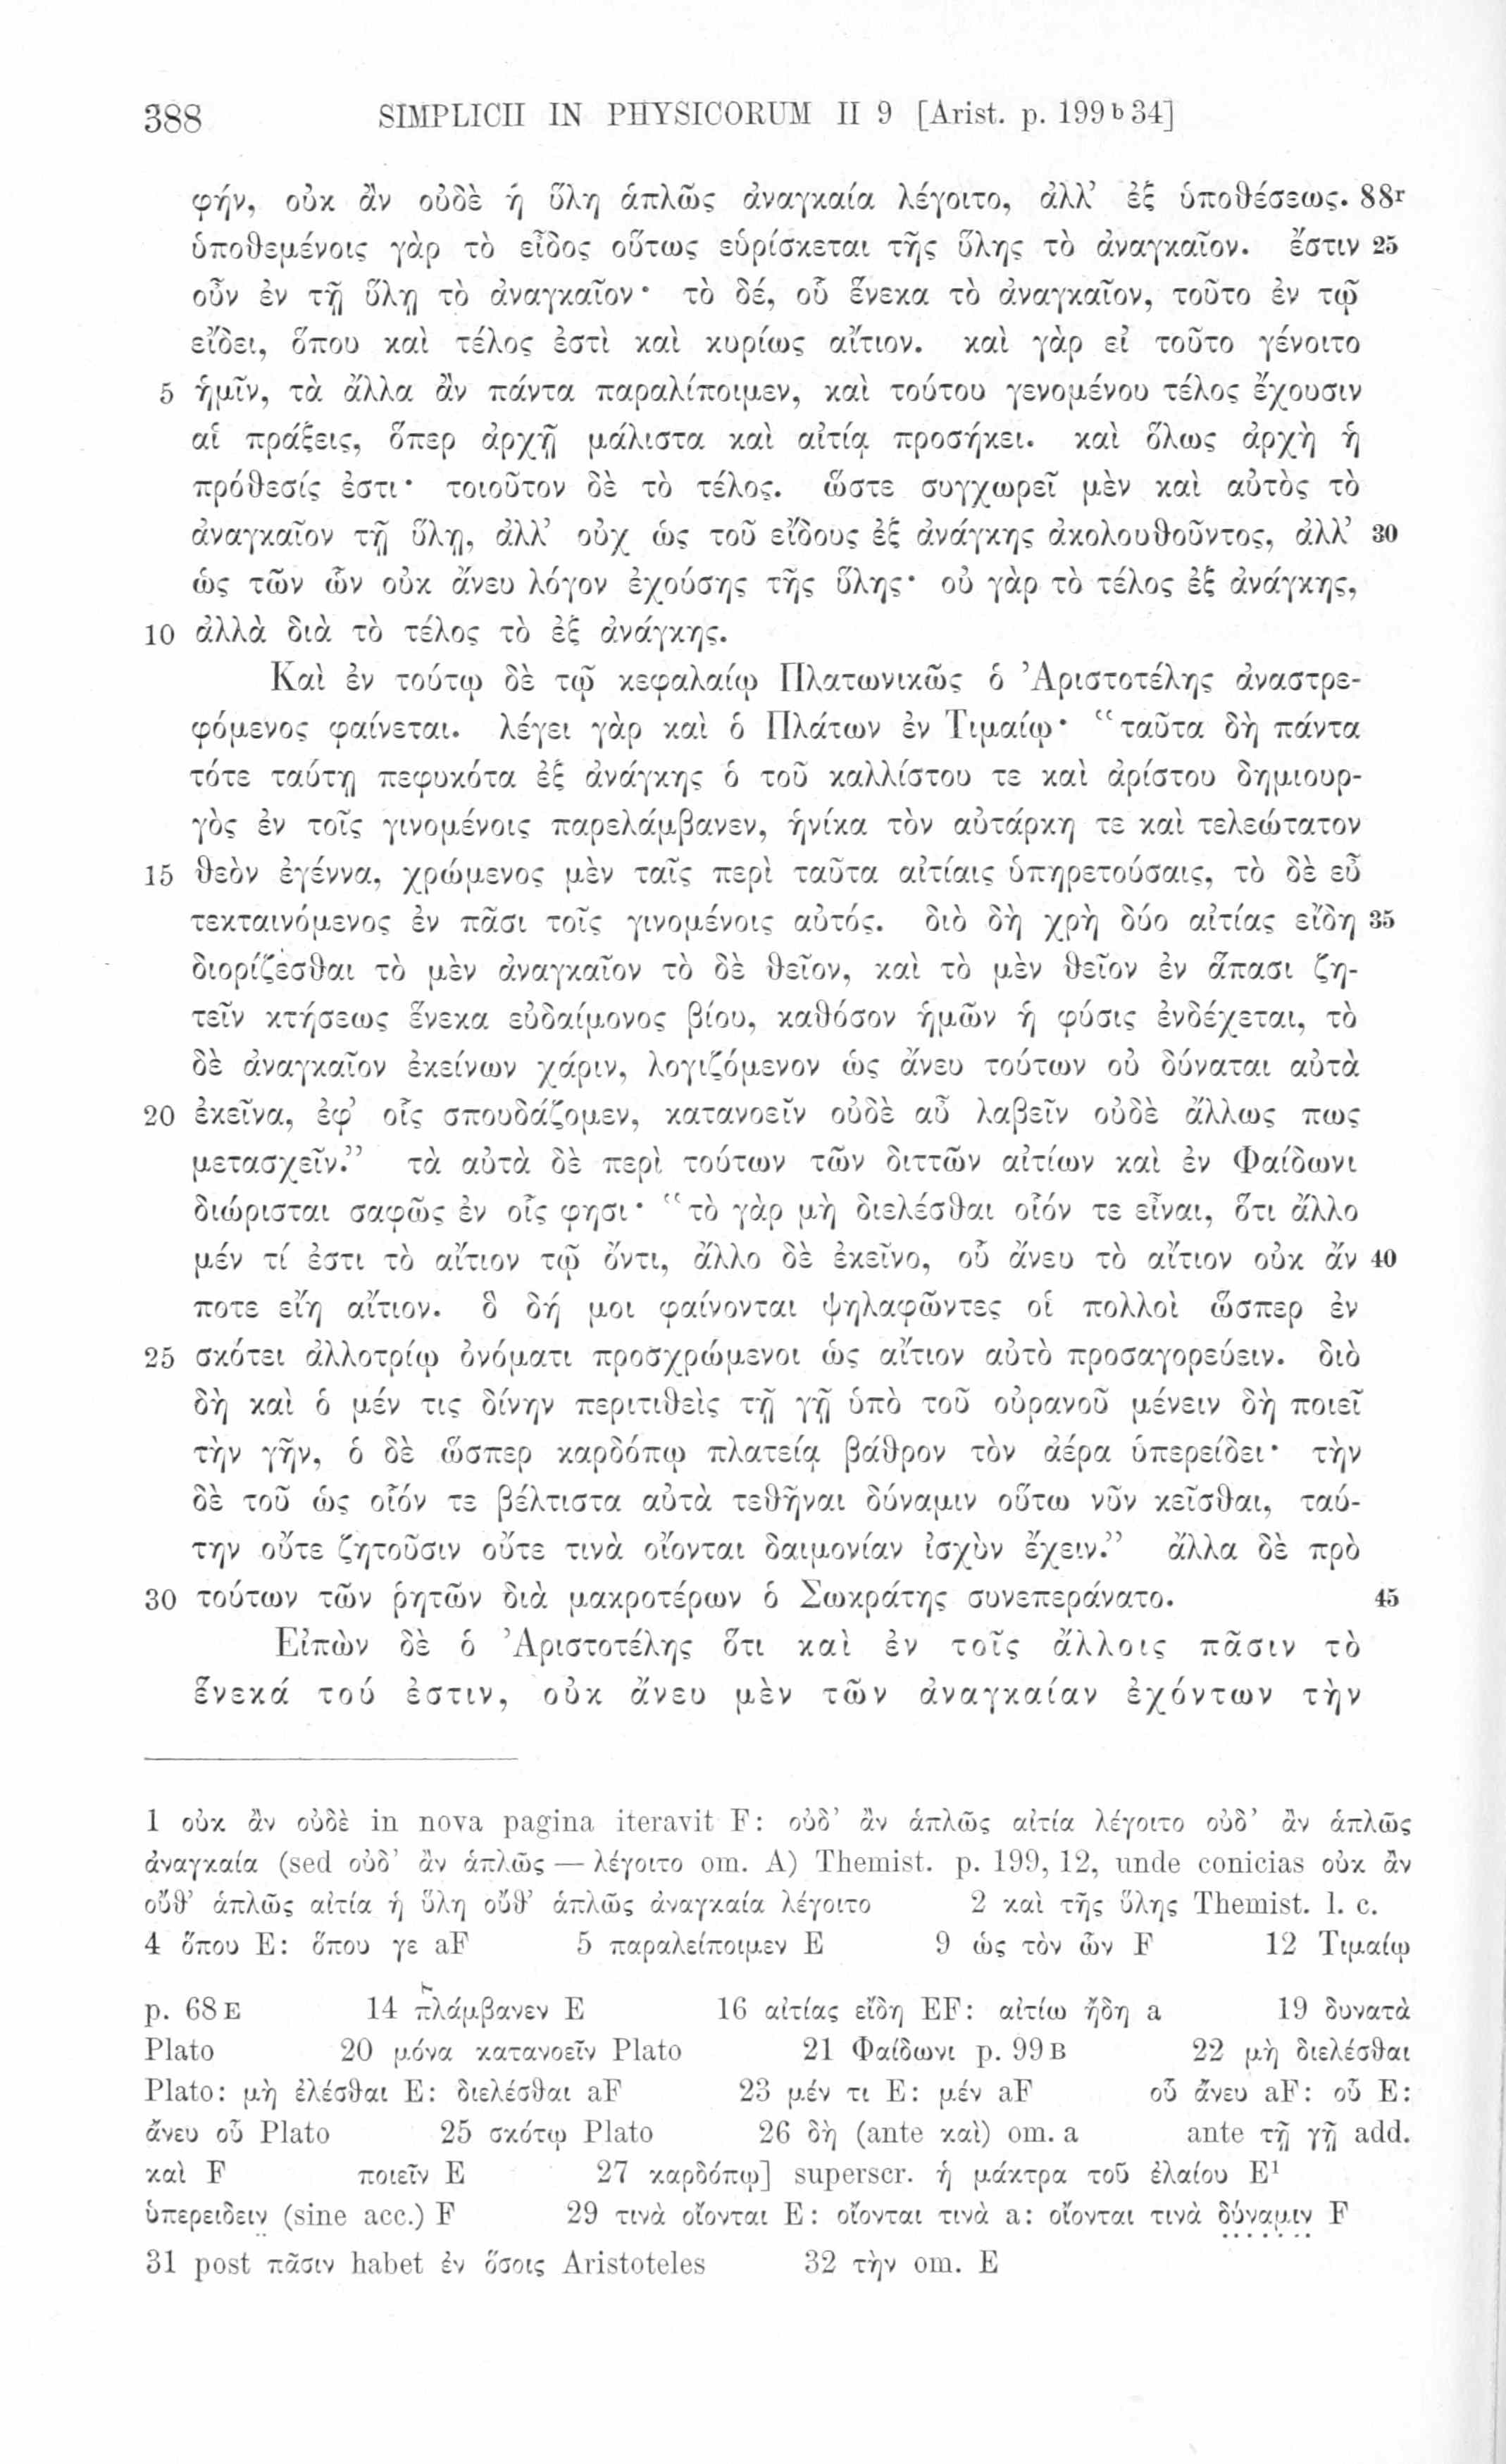 388 SIMPLICII IN PHYSICORUM II 9 [Arist. p. 199 b 34]
φήν, οὐκ ἂν οὐδὲ ἡ ὕλη ἁπλῶς ἀναγκαία λέγοιτο, ἀλλ’ ἐξ ὑποθέσεως. 88r
ὑποθεμένοις γὰρ τὸ εἶδος οὕτως εὑρίσκεται τῆς ὕλης τὸ ἀναγκαῖον. ἔστιν 25
οὖν ἐν τῇ ὕλῃ τὸ ἀναγκαῖον· τὸ δέ, οὗ ἕνεκα τὸ ἀναγκαῖον, τοῦτο ἐν τῷ
εἴδει, ὅπου καὶ τέλος ἐστὶ καὶ κυρίως αἴτιον. καὶ γὰρ εἰ τοῦτο γένοιτο
5 ἡμῖν, τὰ ἄλλα ἂν πάντα παραλίποιμεν, καὶ τούτου γενομένου τέλος ἔχουσιν
αἱ πράξεις, ὅπερ ἀρχῇ μάλιστα καὶ αἰτίᾳ προσήκει. καὶ ὅλως ἀρχὴ ἡ
πρόθεσίς ἐστι· τοιοῦτον δὲ τὸ τέλος. ὥστε συγχωρεῖ μὲν καὶ αὐτὸς τὸ
ἀναγκαῖον τῇ ὕλῃ, ἀλλ’ οὐχ ὡς τοῦ εἴδους ἐξ ἀνάγκης ἀκολουθοῦντος, ἀλλ’ 30
ὡς τῶν ὧν οὐκ ἄνευ λόγον ἐχούσης τῆς ὕλης· οὐ γὰρ τὸ τέλος ἐξ ἀνάγκης,
10 ἀλλὰ διὰ τὸ τέλος τὸ ἐξ ἀνάγκης.
Καὶ ἐν τούτῳ δὲ τῷ κεφαλαίῳ Πλατωνικῶς ὁ Ἀριστοτέλης ἀναστρε-
φόμενος φαίνεται. λέγει γὰρ καὶ ὁ Πλάτων ἐν Τιμαίῳ· “ταῦτα δὴ πάντα
τότε ταύτῃ πεφυκότα ἐξ ἀνάγκης ὁ τοῦ καλλίστου τε καὶ ἀρίστου δημιουρ-
γὸς ἐν τοῖς γινομένοις παρελάμβανεν, ἡνίκα τὸν αὐτάρκη τε καὶ τελεώτατον
15 θεὸν ἐγέννα, χρώμενος μὲν ταῖς περὶ ταῦτα αἰτίαις ὑπηρετούσαις, τὸ δὲ εὖ
τεκταινόμενος ἐν πᾶσι τοῖς γινομένοις αὐτός. διὸ δὴ χρὴ δύο αἰτίας εἴδη 35
διορίζεσθαι τὸ μὲν ἀναγκαῖον τὸ δὲ θεῖον, καὶ τὸ μὲν θεῖον ἐν ἅπασι ζη-
τεῖν κτήσεως ἕνεκα εὐδαίμονος βίου, καθόσον ἡμῶν ἡ φύσις ἐνδέχεται, τὸ
δὲ ἀναγκαῖον ἐκείνων χάριν, λογιζόμενον ὡς ἄνευ τούτων οὐ δύναται αὐτὰ
20 ἐκεῖνα, ἐφ’ οἷς σπουδάζομεν, κατανοεῖν οὐδὲ αὖ λαβεῖν οὐδὲ ἄλλως πως
μετασχεῖν.” τὰ αὐτὰ δὲ περὶ τούτων τῶν διττῶν αἰτίων καὶ ἐν Φαίδωνι
διώρισται σαφῶς ἐν οἷς φησι· “τὸ γὰρ μὴ διελέσθαι οἷόν τε εἶναι, ὅτι ἄλλο
μέν τί ἐστι τὸ αἴτιον τῷ ὄντι, ἄλλο δὲ ἐκεῖνο, οὗ ἄνευ τὸ αἴτιον οὐκ ἄν 40
ποτε εἴη αἴτιον. ὃ δή μοι φαίνονται ψηλαφῶντες οἱ πολλοὶ ὥσπερ ἐν
25 σκότει ἀλλοτρίῳ ὀνόματι προσχρώμενοι ὡς αἴτιον αὐτὸ προσαγορεύειν. διὸ
δὴ καὶ ὁ μέν τις δίνην περιτιθεὶς τῇ γῇ ὑπὸ τοῦ οὐρανοῦ μένειν δὴ ποιεῖ
τὴν γῆν, ὁ δὲ ὥσπερ καρδόπῳ πλατείᾳ βάθρον τὸν ἀέρα ὑπερείδει· τὴν
δὲ τοῦ ὡς οἷόν τε βέλτιστα αὐτὰ τεθῆναι δύναμιν οὕτω νῦν κεῖσθαι, ταύ-
την οὔτε ζητοῦσιν οὔτε τινὰ οἴονται δαιμονίαν ἰσχὺν ἔχειν.” ἄλλα δὲ πρὸ
30 τούτων τῶν ῥητῶν διὰ μακροτέρων ὁ Σωκράτης συνεπεράνατο. 45
Εἰπὼν δὲ ὁ Ἀριστοτέλης ὅτι καὶ ἐν τοῖς ἄλλοις πᾶσιν τὸ
ἕνεκά τού ἐστιν, οὐκ ἄνευ μὲν τῶν ἀναγκαίαν ἐχόντων τὴν
1 οὐκ ἂν οὐδὲ in nova pagina iteravit F: οὐδ’ ἂν ἁπλῶς αἰτία λέγοιτο οὐδ’ ἂν ἁπλῶς
ἀναγκαία (sed οὐδ’ ἂν ἁπλῶς — λέγοιτο om. A) Themist. p. 199, 12, unde conicias οὐκ ἂν
οὔθ’ ἁπλῶς αἰτία ἡ ὕλη οὔθ’ ἁπλῶς ἀναγκαία λέγοιτο 2 καὶ τῆς ὕλης Themist. l. c.
4 ὅπου E: ὅπου γε aF 5 παραλείποιμεν E 9 ὡς τὸν ὧν F 12 Τιμαίῳ
p. 68 E 14 πλάμβανεν E 16 αἰτίας εἴδη EF: αἰτίω ἤδη a 19 δυνατὰ
Plato 20 μόνα κατανοεῖν Plato 21 Φαίδωνι p. 99 B 22 μὴ διελέσθαι
Plato: μὴ ἑλέσθαι E: διελέσθαι aF 23 μέν τι E: μέν aF οὗ ἄνευ aF: οὗ E:
ἄνευ οὗ Plato 25 σκότῳ Plato 26 δὴ (ante καὶ) om. a ante τῇ γῇ add.
καὶ F ποιεῖν E 27 καρδόπῳ] superscr. ἡ μάκτρα τοῦ ἐλαίου E¹
ὑπερειδειν (sine acc.) F 29 τινὰ οἴονται E: οἴονται τινὰ a: οἴονται τινὰ δύναμιν F
31 post πᾶσιν habet ἐν ὅσοις Aristoteles 32 τὴν om. E